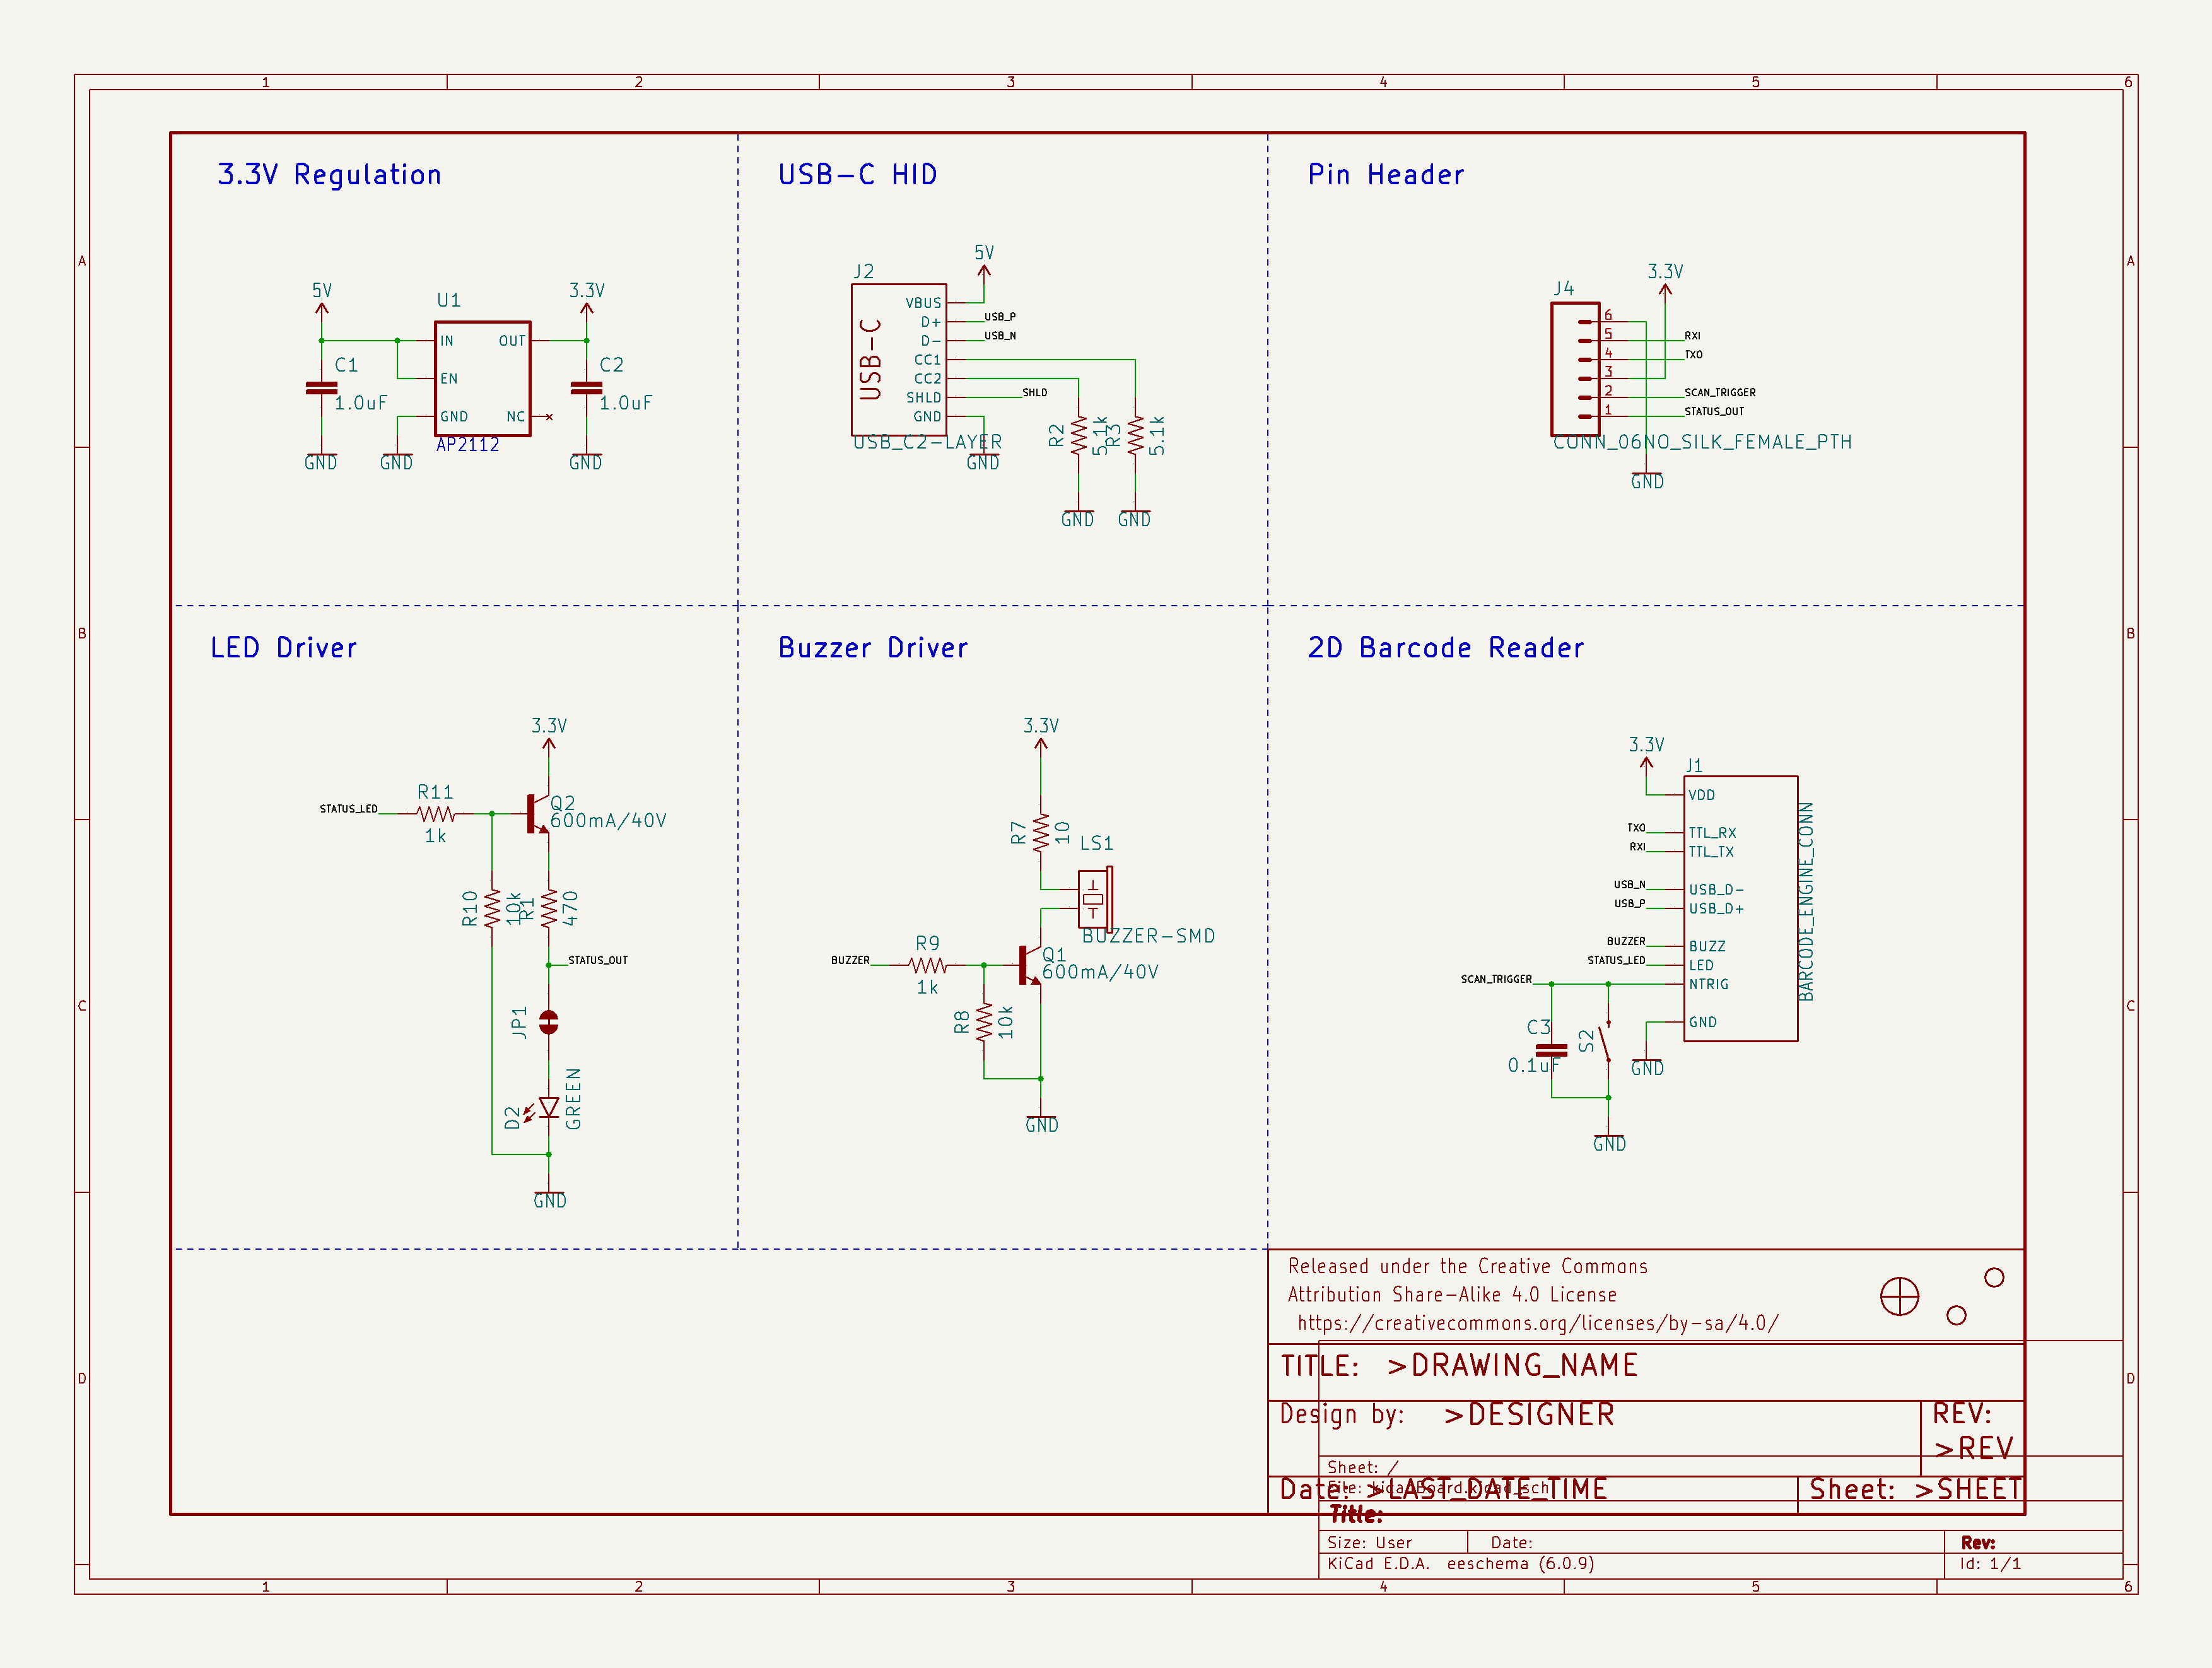 1 2 3 4 5 6
A A
B B
C C
D D
3.3V Regulation
5V
3.3V
U1
IN
EN
GND
OUT
NC
C1
1.0uF
C2
1.0uF
AP2112
GND
GND
GND
USB-C HID
5V
J2
USB-C
VBUS
D+
D-
CC1
CC2
SHLD
GND
USB_P
USB_N
SHLD
USB_C2-LAYER
GND
R2
5.1k
R3
5.1k
GND
GND
Pin Header
3.3V
J4
6
5
4
3
2
1
RXI
TXO
SCAN_TRIGGER
STATUS_OUT
CONN_06NO_SILK_FEMALE_PTH
GND
LED Driver
3.3V
STATUS_LED
R11
1k
Q2
600mA/40V
R10
10k
R1
470
STATUS_OUT
JP1
D2
GREEN
GND
Buzzer Driver
3.3V
R7
10
LS1
BUZZER-SMD
BUZZER
R9
1k
Q1
600mA/40V
R8
10k
GND
2D Barcode Reader
3.3V
J1
VDD
TTL_RX
TTL_TX
USB_D-
USB_D+
BUZZ
LED
NTRIG
GND
BARCODE_ENGINE_CONN
TXO
RXI
USB_N
USB_P
BUZZER
STATUS_LED
SCAN_TRIGGER
C3
0.1uF
S2
GND
GND
Released under the Creative Commons
Attribution Share-Alike 4.0 License
https://creativecommons.org/licenses/by-sa/4.0/
TITLE: >DRAWING_NAME
Design by: >DESIGNER
REV:
>REV
Sheet: /
File: kicadBoard.kicad_sch
Date: >LAST_DATE_TIME
Sheet: >SHEET
Title:
Size: User Date: Rev:
KiCad E.D.A. eeschema (6.0.9) Id: 1/1
1 2 3 4 5 6